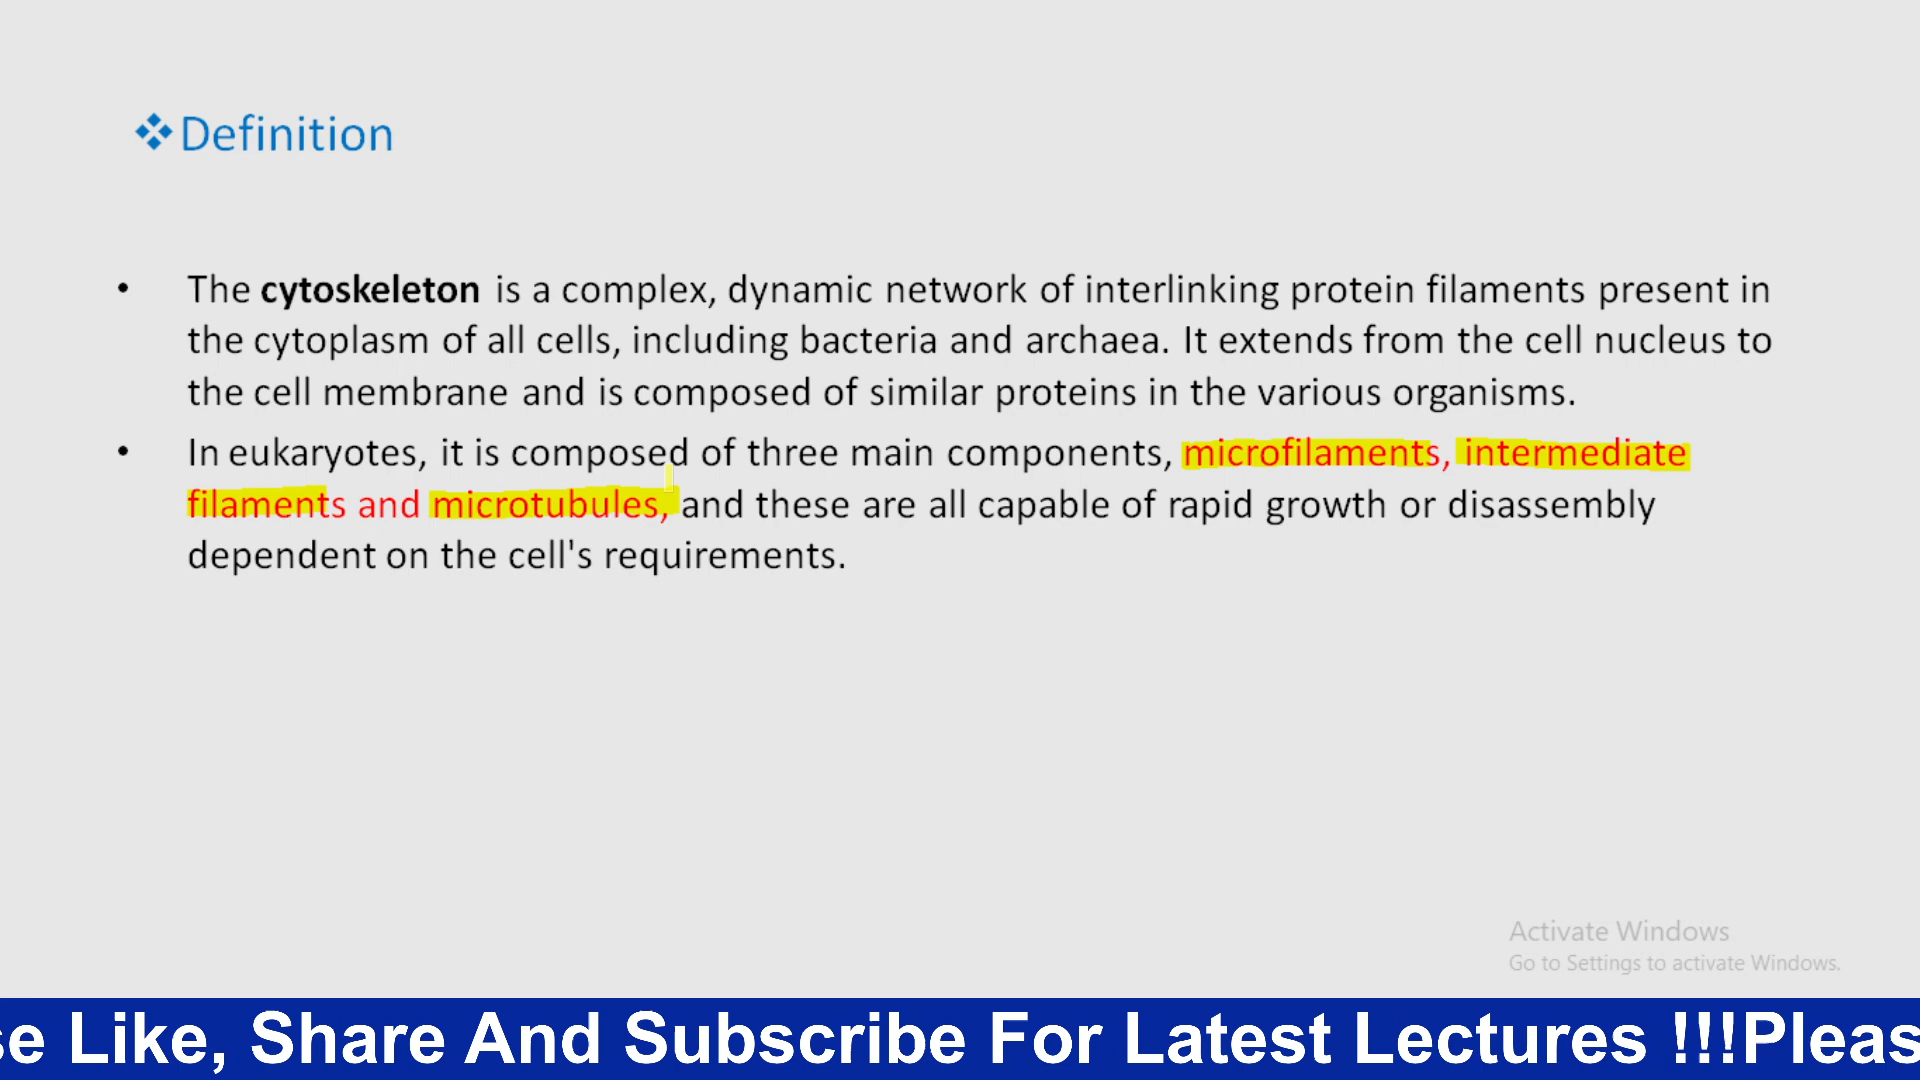 ❖Definition
• The cytoskeleton is a complex, dynamic network of interlinking protein filaments present in
the cytoplasm of all cells, including bacteria and archaea. It extends from the cell nucleus to
the cell membrane and is composed of similar proteins in the various organisms.
• In eukaryotes, it is composed of three main components, microfilaments, intermediate
filaments and microtubules, and these are all capable of rapid growth or disassembly
dependent on the cell's requirements.
Activate Windows
Go to Settings to activate Windows.
se Like, Share And Subscribe For Latest Lectures !!!Pleas